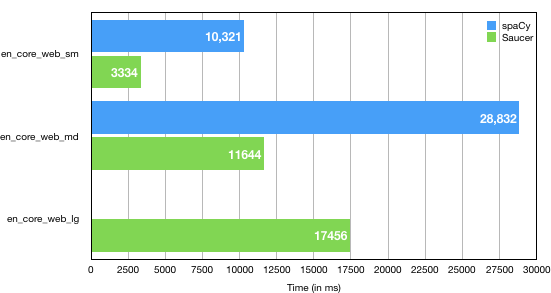 spaCy
Saucer
en_core_web_sm
10,321
3334
en_core_web_md
28,832
11644
en_core_web_lg
17456
0 2500 5000 7500 10000 12500 15000 17500 20000 22500 25000 27500 30000
Time (in ms)